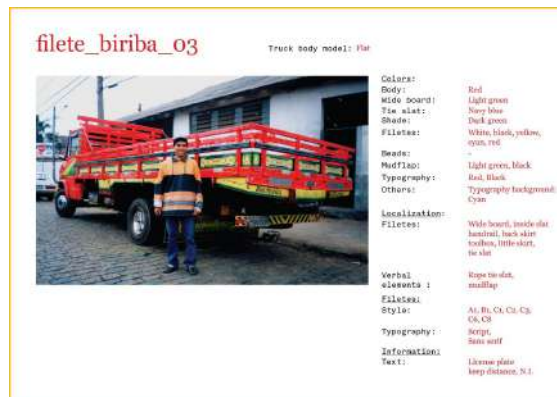 filete_biriba_03
Truck body model: Flat
Colors:
Body: Red
Wide board: Light green
Tie slat: Navy blue
Shade: Dark green
Filetes: White, black, yellow,
cyan, red
Beads: -
Mudflap: Light green, black
Typography: Red, Black
Others: Typography background:
Cyan
Localization:
Filetes: Wide board, inside slat
handrail, back skirt
toolbox, little skirt,
tie slat
Verbal
elements : Rope tie slat,
mudflap
Filetes:
Style: A1, B1, C1, C2, C3,
C6, C8
Typography: Script,
Sans serif
Information:
Text: License plate
keep distance, N.I.